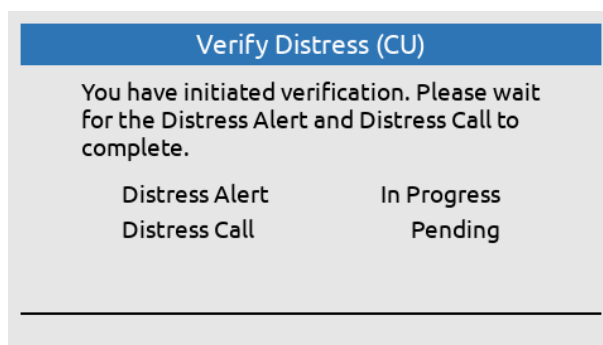 Verify Distress (CU)
You have initiated verification. Please wait
for the Distress Alert and Distress Call to
complete.
Distress Alert In Progress
Distress Call Pending